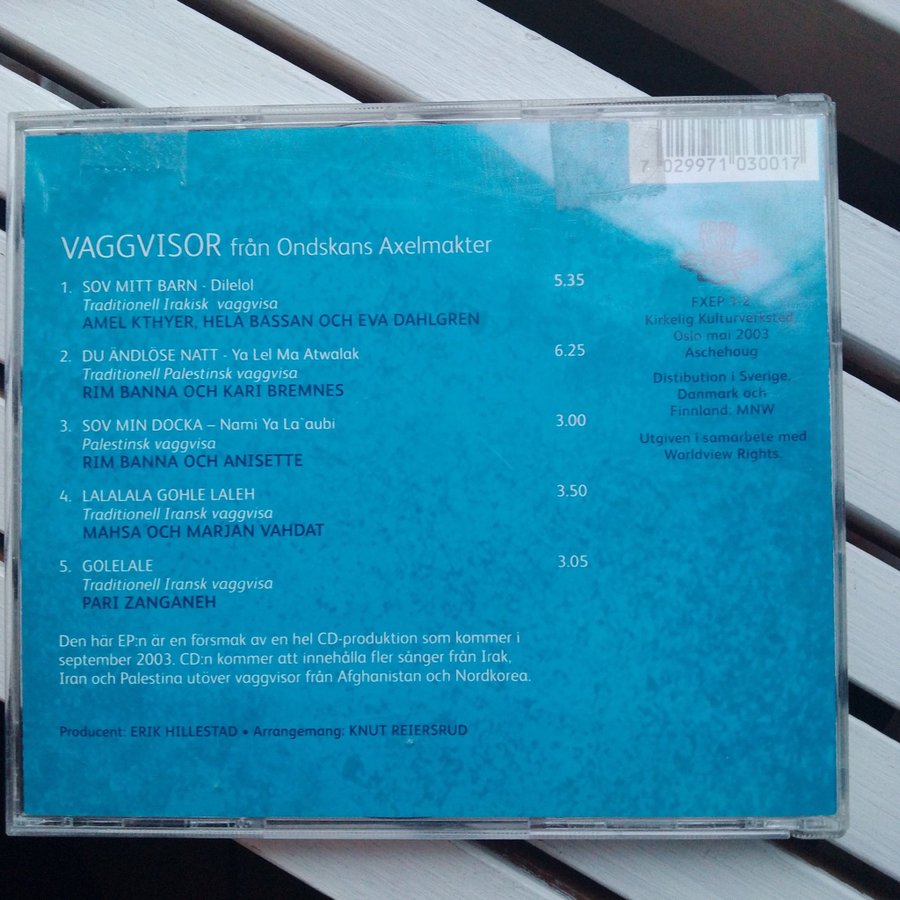 7 029971 030017
VAGGVISOR från Ondskans Axelmakter
1. SOV MITT BARN - Dilelol 5.35
Traditionell Irakisk vaggvisa
AMEL KTHYER, HELA BASSAN OCH EVA DAHLGREN
2. DU ÄNDLÖSE NATT - Ya Lel Ma Atwalak 6.25
Traditionell Palestinsk vaggvisa
RIM BANNA OCH KARI BREMNES
3. SOV MIN DOCKA – Nami Ya La`aubi 3.00
Palestinsk vaggvisa
RIM BANNA OCH ANISETTE
4. LALALALA GOHLE LALEH 3.50
Traditionell Iransk vaggvisa
MAHSA OCH MARJAN VAHDAT
5. GOLELALE 3.05
Traditionell Iransk vaggvisa
PARI ZANGANEH
Den här EP:n är en försmak av en hel CD-produktion som kommer i
september 2003. CD:n kommer att innehålla fler sånger från Irak,
Iran och Palestina utöver vaggvisor från Afghanistan och Nordkorea.
Producent: ERIK HILLESTAD • Arrangemang: KNUT REIERSRUD
FXEP 1-2
Kirkelig Kulturverksted,
Oslo mai 2003
Aschehoug
Distibution i Sverige,
Danmark och
Finnland: MNW
Utgiven i samarbete med
Worldview Rights.